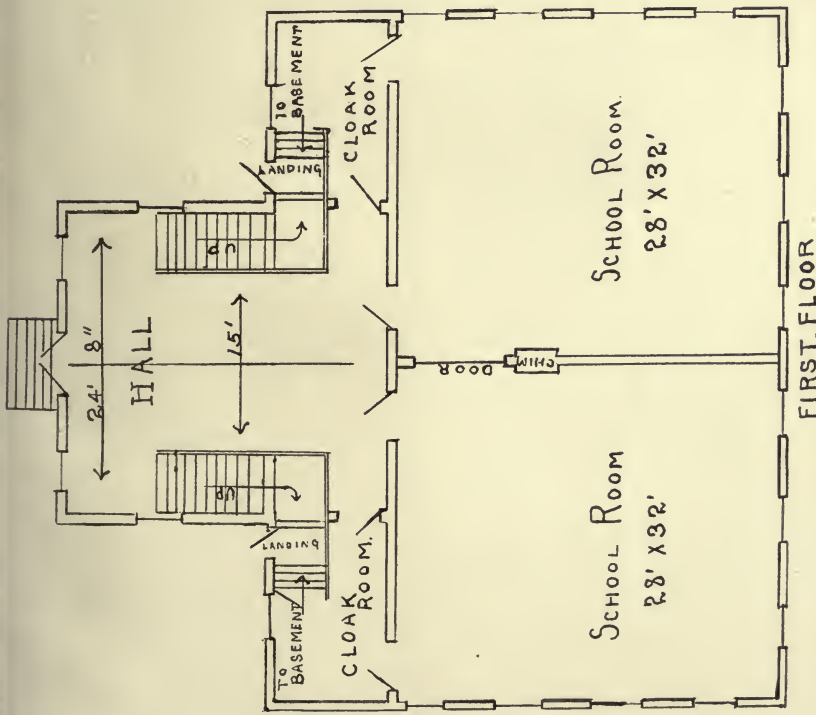 24' 8"
HALL
15'
UP
UP
LANDING
LANDING
TO
BASEMENT
TO
BASEMENT
CLOAK
ROOM.
CLOAK
ROOM
DOOR
CHIM
SCHOOL ROOM
28' X 32'
SCHOOL ROOM.
28' X 32'
FIRST. FLOOR